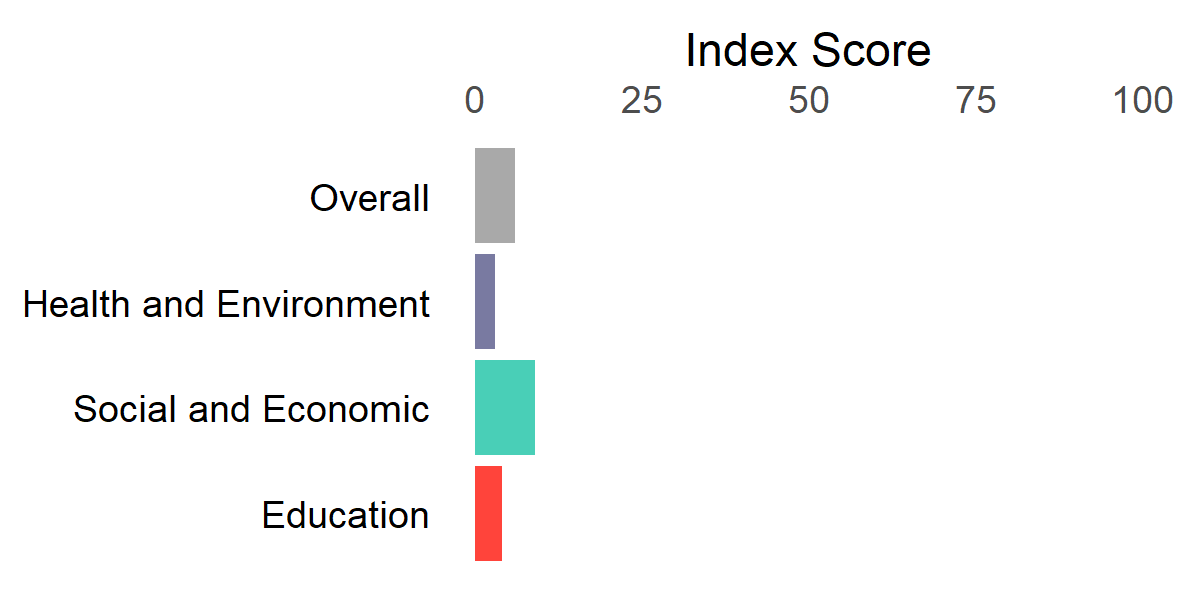 Index Score
0 25 50 75 100
Overall
Health and Environment
Social and Economic
Education